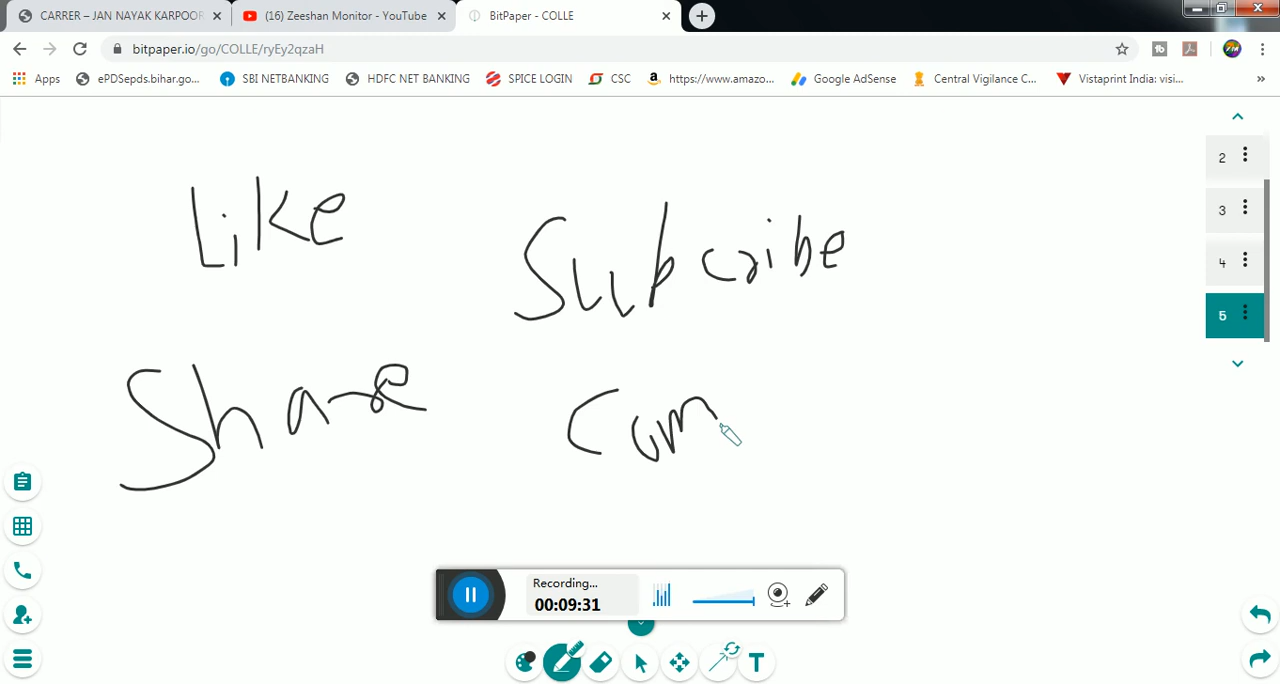 CARRER – JAN NAYAK KARPOOR
(16) Zeeshan Monitor - YouTube
BitPaper - COLLE
bitpaper.io/go/COLLE/ryEy2qzaH
Apps
ePDSepds.bihar.go...
SBI NETBANKING
HDFC NET BANKING
SPICE LOGIN
CSC
https://www.amazo...
Google AdSense
Central Vigilance C...
Vistaprint India: visi...
»
Like
Subcribe
Share
Com
2
3
4
5
Recording...
00:09:31
T